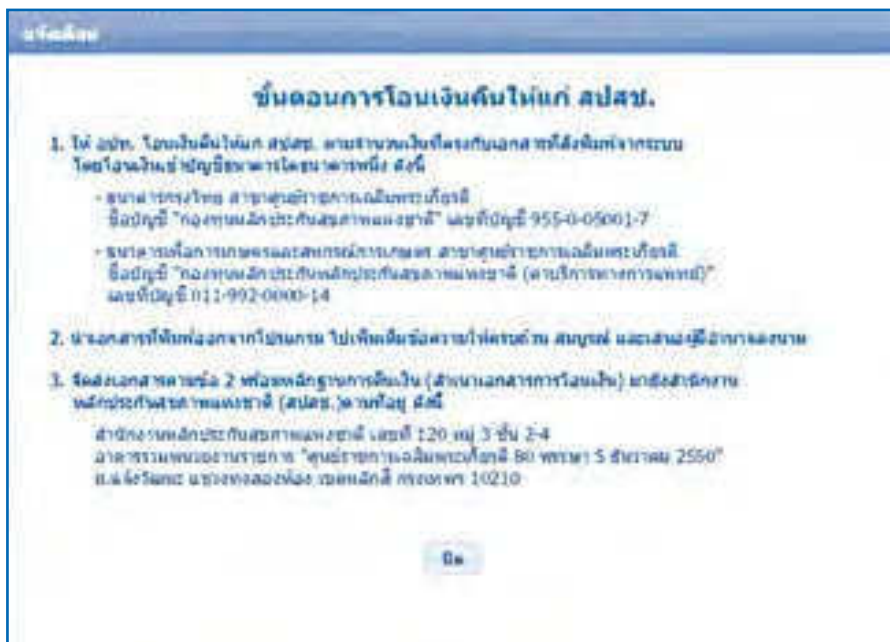 แจ้งเตือน
ขั้นตอนการโอนเงินคืนให้แก่ สปสช.
1. ให้ อปท. โอนเงินคืนให้แก่ สปสช. ตามจำนวนเงินที่ตรงกับเอกสารที่สั่งพิมพ์จากระบบ
โดยโอนเงินเข้าบัญชีธนาคารใดธนาคารหนึ่ง ดังนี้
- ธนาคารกรุงไทย สาขาศูนย์ราชการเฉลิมพระเกียรติ
ชื่อบัญชี "กองทุนหลักประกันสุขภาพแห่งชาติ" เลขที่บัญชี 955-0-05001-7
- ธนาคารเพื่อการเกษตรและสหกรณ์การเกษตร สาขาศูนย์ราชการเฉลิมพระเกียรติ
ชื่อบัญชี "กองทุนหลักประกันหลักประกันสุขภาพแห่งชาติ (ค่าบริการทางการแพทย์)"
เลขที่บัญชี 011-992-0000-14
2. นำเอกสารที่พิมพ์ออกจากโปรแกรม ไปเพิ่มเติมข้อความให้ครบถ้วน สมบูรณ์ และเสนอผู้มีอำนาจลงนาม
3. จัดส่งเอกสารตามข้อ 2 พร้อมหลักฐานการคืนเงิน (สำเนาเอกสารการโอนเงิน) มายังสำนักงาน
หลักประกันสุขภาพแห่งชาติ (สปสช.)ตามที่อยู่ ดังนี้
สำนักงานหลักประกันสุขภาพแห่งชาติ เลขที่ 120 หมู่ 3 ชั้น 2-4
อาคารรวมหน่วยงานราชการ "ศูนย์ราชการเฉลิมพระเกียรติ 80 พรรษา 5 ธันวาคม 2550"
ถ.แจ้งวัฒนะ แขวงทุ่งสองห้อง เขตหลักสี่ กรุงเทพฯ 10210
ปิด